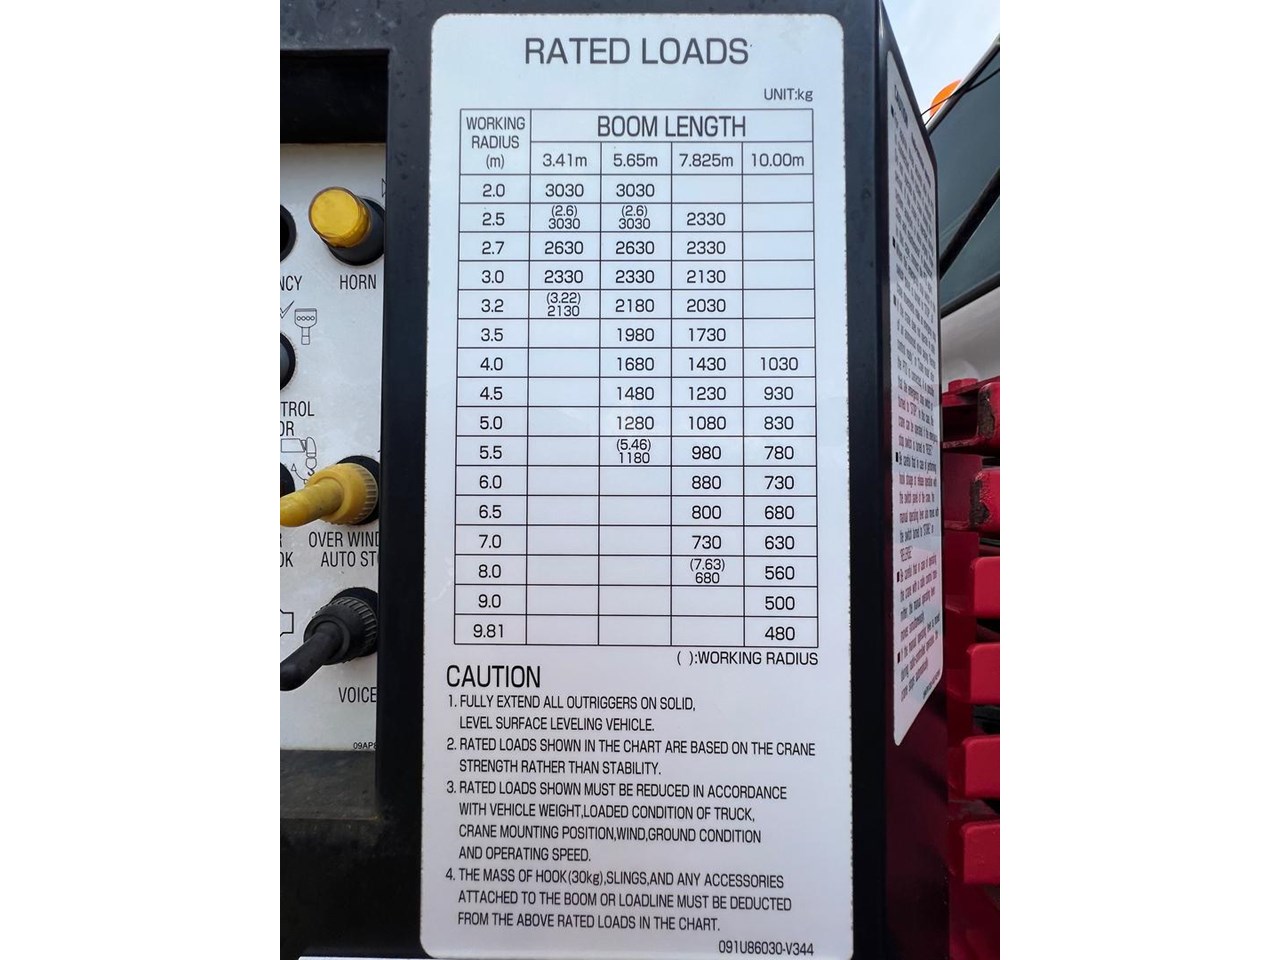 RATED LOADS
UNIT:kg
WORKING RADIUS (m) BOOM LENGTH
3.41m 5.65m 7.825m 10.00m
2.0 3030 3030
2.5 (2.6) 3030 (2.6) 3030 2330
2.7 2630 2630 2330
3.0 2330 2330 2130
3.2 (3.22) 2130 2180 2030
3.5 1980 1730
4.0 1680 1430 1030
4.5 1480 1230 930
5.0 1280 1080 830
5.5 (5.46) 1180 980 780
6.0 880 730
6.5 800 680
7.0 730 630
8.0 (7.63) 680 560
9.0 500
9.81 480
( ):WORKING RADIUS
CAUTION
1. FULLY EXTEND ALL OUTRIGGERS ON SOLID,
LEVEL SURFACE LEVELING VEHICLE.
2. RATED LOADS SHOWN IN THE CHART ARE BASED ON THE CRANE
STRENGTH RATHER THAN STABILITY.
3. RATED LOADS SHOWN MUST BE REDUCED IN ACCORDANCE
WITH VEHICLE WEIGHT,LOADED CONDITION OF TRUCK,
CRANE MOUNTING POSITION,WIND,GROUND CONDITION
AND OPERATING SPEED.
4. THE MASS OF HOOK(30kg),SLINGS,AND ANY ACCESSORIES
ATTACHED TO THE BOOM OR LOADLINE MUST BE DEDUCTED
FROM THE ABOVE RATED LOADS IN THE CHART.
091U86030-V344
NCY HORN
TROL
OR
OVER WIND
OK AUTO STO
VOICE
09AP8